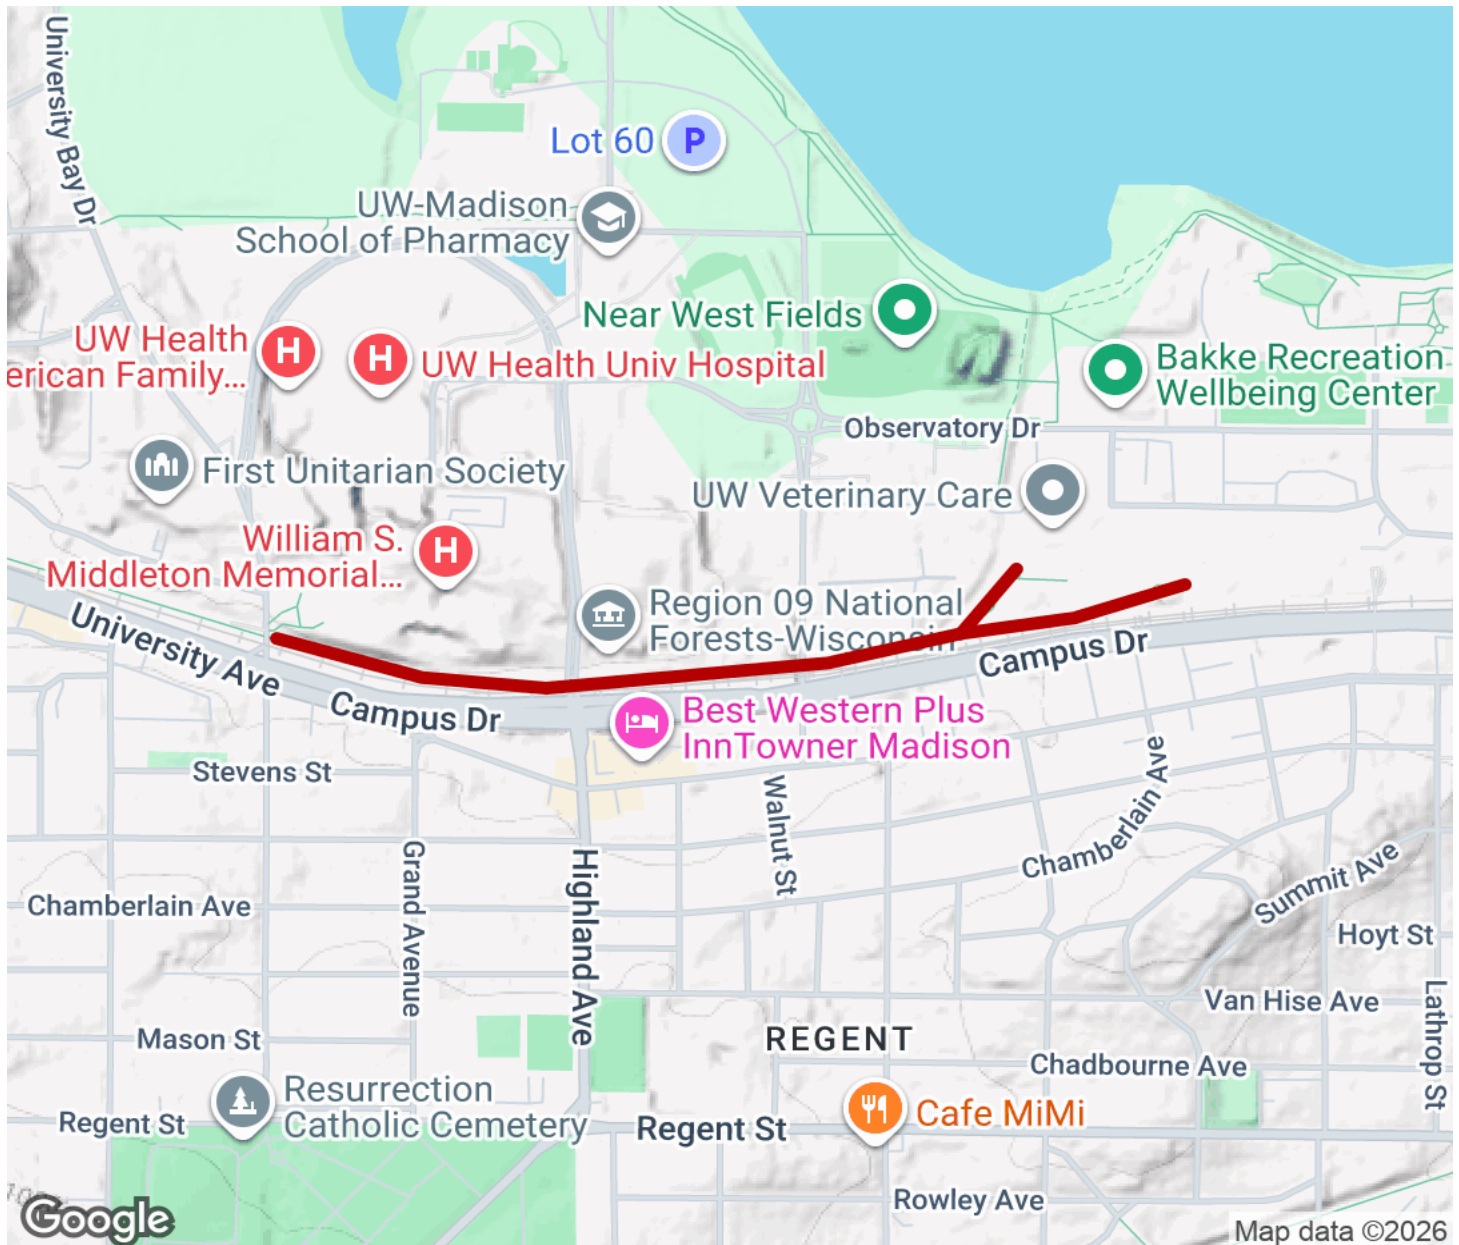 University Bay Dr
Lot 60
P
UW-Madison
School of Pharmacy
Near West Fields
UW Health
erican Family...
H
H
UW Health Univ Hospital
Bakke Recreation
Wellbeing Center
Observatory Dr
First Unitarian Society
UW Veterinary Care
William S.
Middleton Memorial...
H
Region 09 National
Forests-Wisconsin
University Ave
Campus Dr
Campus Dr
Best Western Plus
InnTowner Madison
Stevens St
Walnut St
Chamberlain Ave
Grand Avenue
Highland Ave
Summit Ave
Chamberlain Ave
Hoyt St
Van Hise Ave
Lathrop St
Mason St
REGENT
Chadbourne Ave
Resurrection
Catholic Cemetery
Regent St
Regent St
Cafe MiMi
Rowley Ave
Google
Map data ©2026